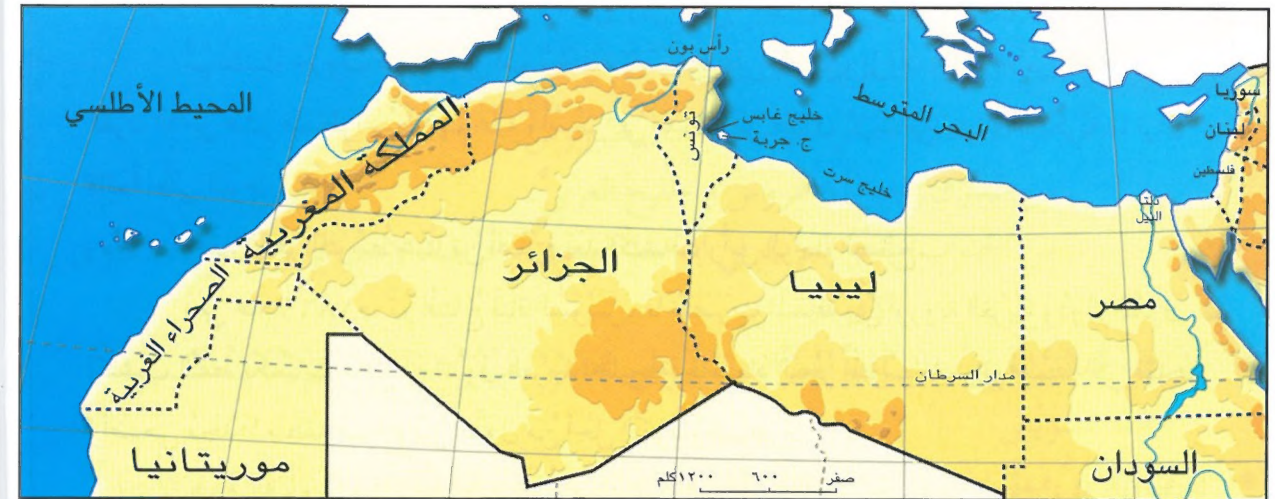 المحيط الأطلسي
رأس بون
البحر المتوسط
سوريا
لبنان
فلسطين
تونس
خليج غابس
ج. جربة
خليج سرت
دلتا
النيل
المملكة المغربية
الصحراء الغربية
الجزائر
ليبيا
مصر
مدار السرطان
موريتانيا
السودان
صفر ٦٠٠ ١٢٠٠كلم